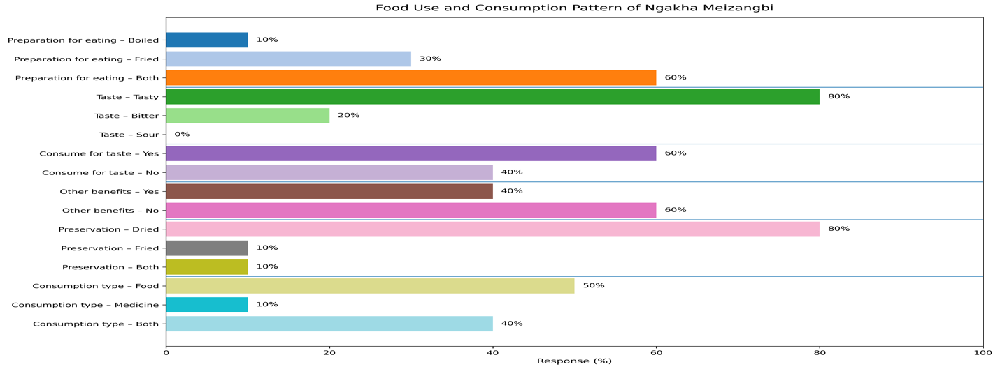 Food Use and Consumption Pattern of Ngakha Meizangbi
Preparation for eating – Boiled 10%
Preparation for eating – Fried 30%
Preparation for eating – Both 60%
Taste – Tasty 80%
Taste – Bitter 20%
Taste – Sour 0%
Consume for taste – Yes 60%
Consume for taste – No 40%
Other benefits – Yes 40%
Other benefits – No 60%
Preservation – Dried 80%
Preservation – Fried 10%
Preservation – Both 10%
Consumption type – Food 50%
Consumption type – Medicine 10%
Consumption type – Both 40%
0 20 40 60 80 100
Response (%)